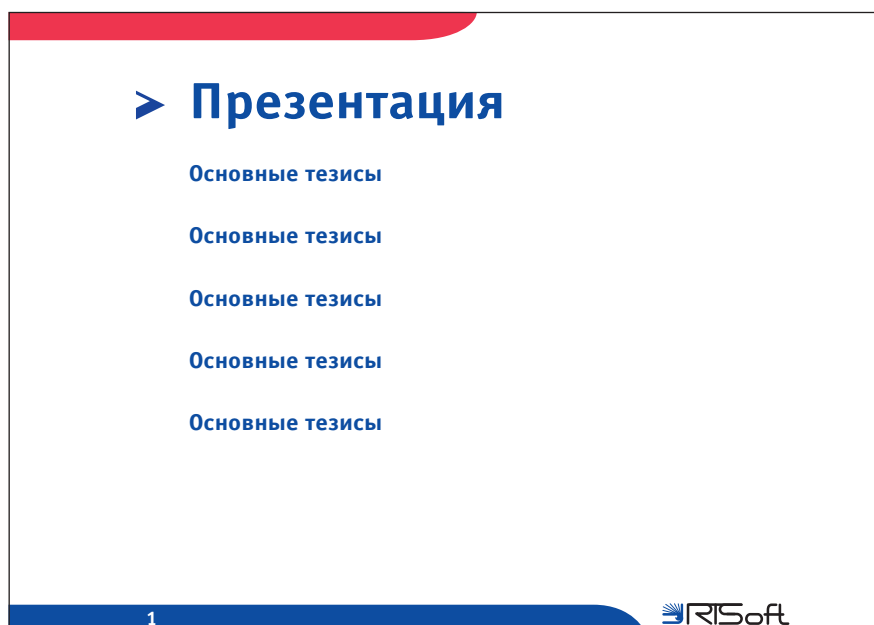 > Презентация
Основные тезисы
Основные тезисы
Основные тезисы
Основные тезисы
Основные тезисы
1
RTSoft